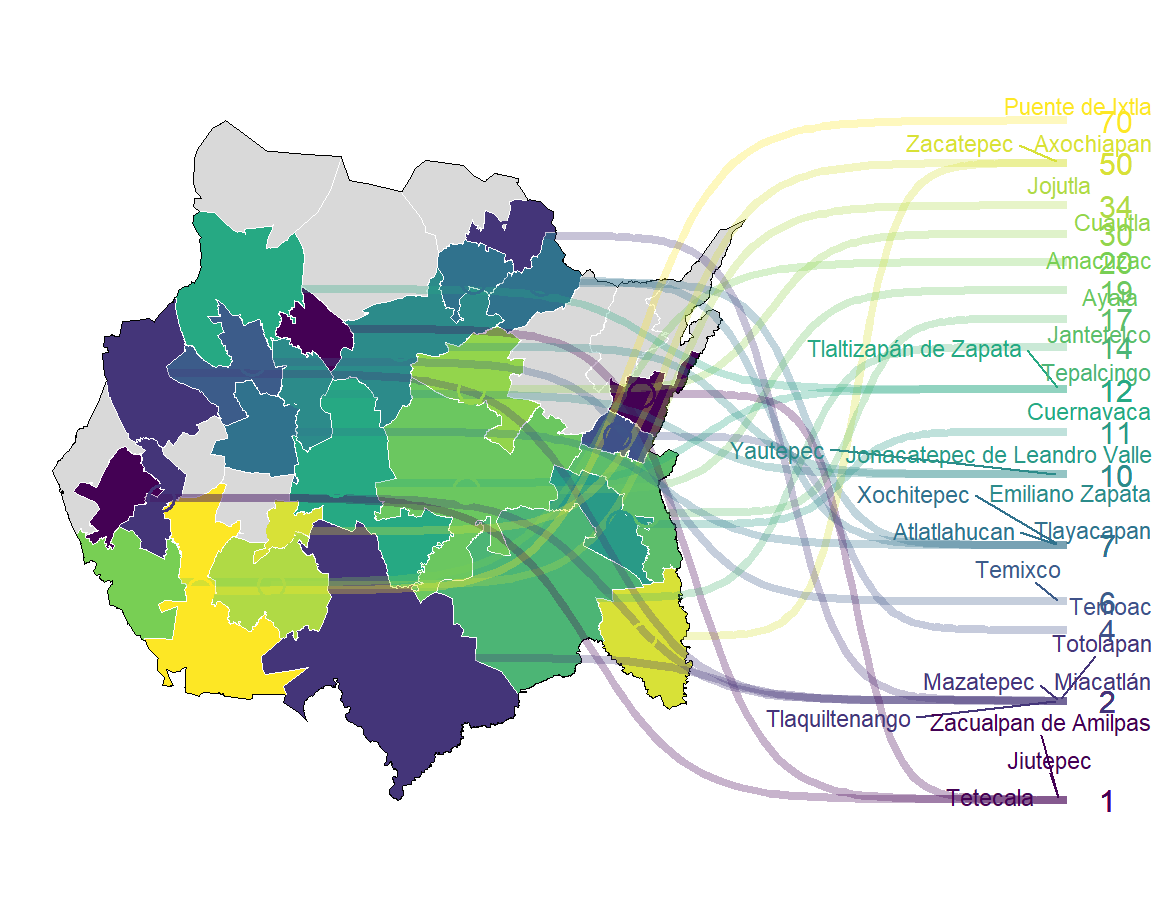 Puente de Ixtla
70
Zacatepec
Axochiapan
50
Jojutla
34
Cuautla
30
Amacuzac
20
Ayala
19
17
Jantetelco
14
Tlaltizapán de Zapata
Tepalcingo
12
Cuernavaca
11
Yautepec
Jonacatepec de Leandro Valle
10
Xochitepec
Emiliano Zapata
Atlatlahucan
Tlayacapan
7
Temixco
6
Temoac
4
Totolapan
Mazatepec
Miacatlán
2
Tlaquiltenango
Zacualpan de Amilpas
Jiutepec
Tetecala
1